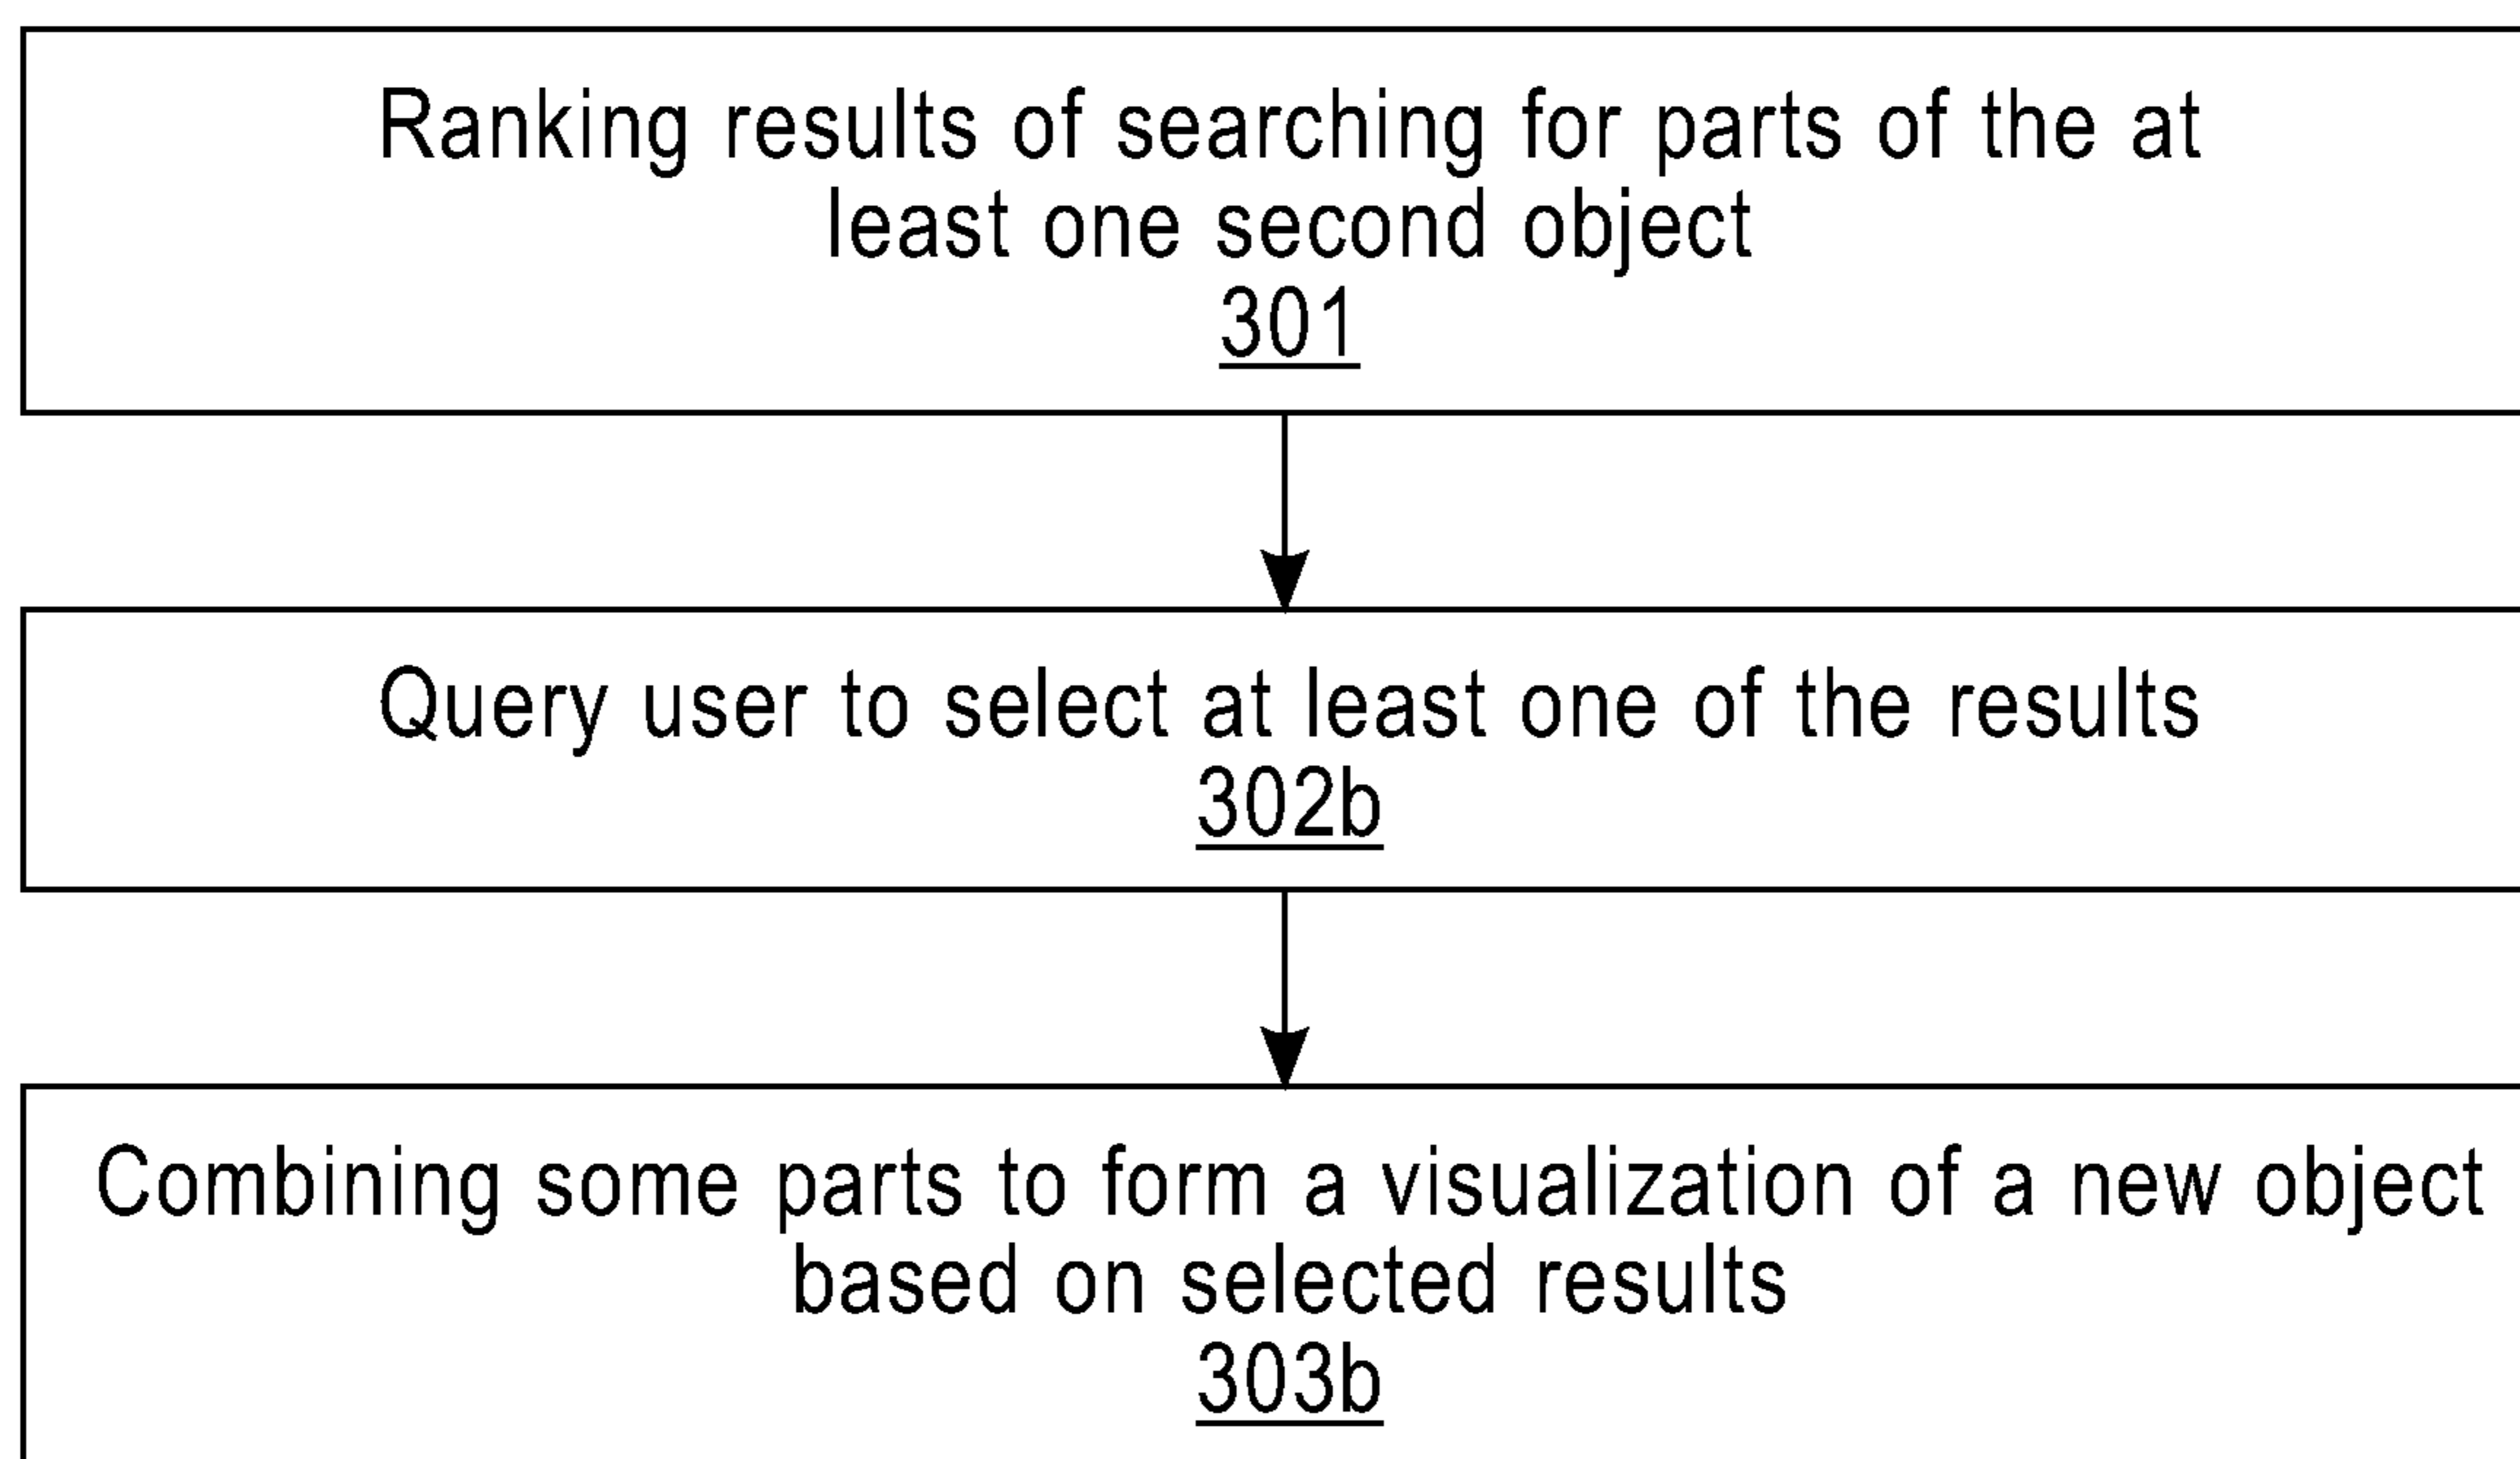 Ranking results of searching for parts of the at
least one second object
301
Query user to select at least one of the results
302b
Combining some parts to form a visualization of a new object
based on selected results
303b